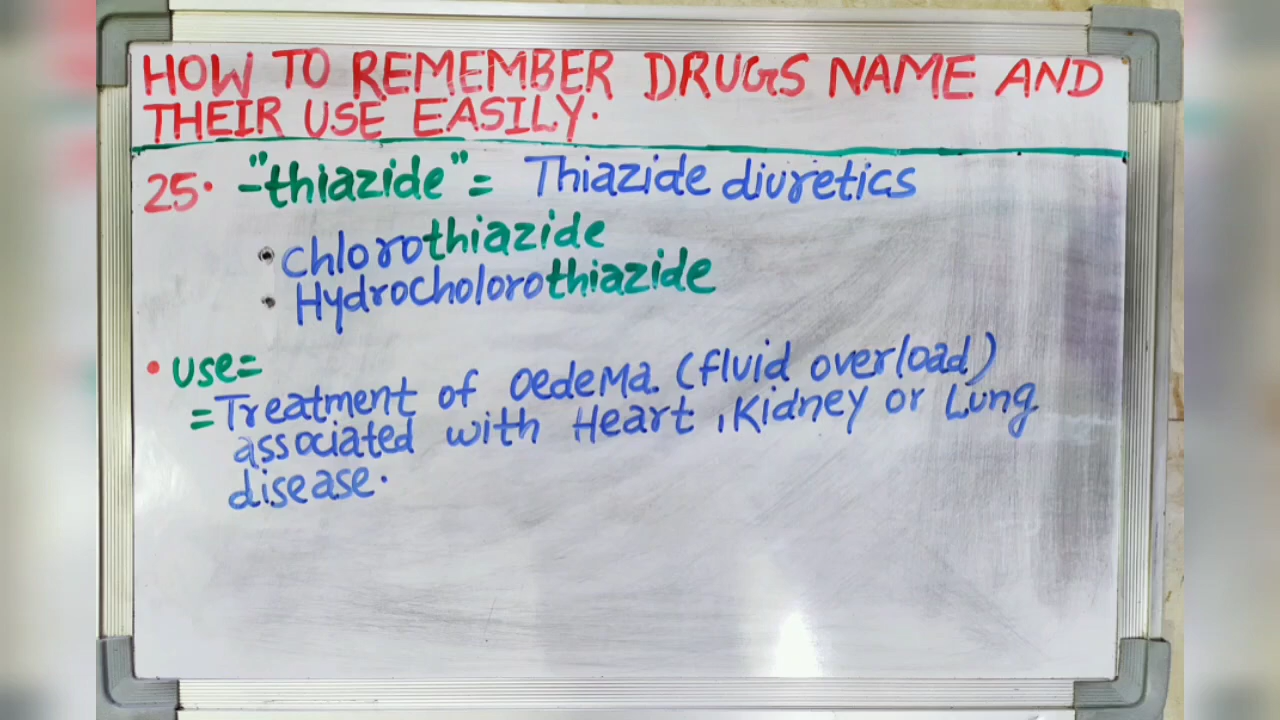 HOW TO REMEMBER DRUGS NAME AND
THEIR USE EASILY.
25. -"thiazide" = Thiazide diuretics
• chlorothiazide
• Hydrocholorothiazide
• use=
=Treatment of oedema. (fluid overload)
associated with Heart, Kidney or Lung
disease.